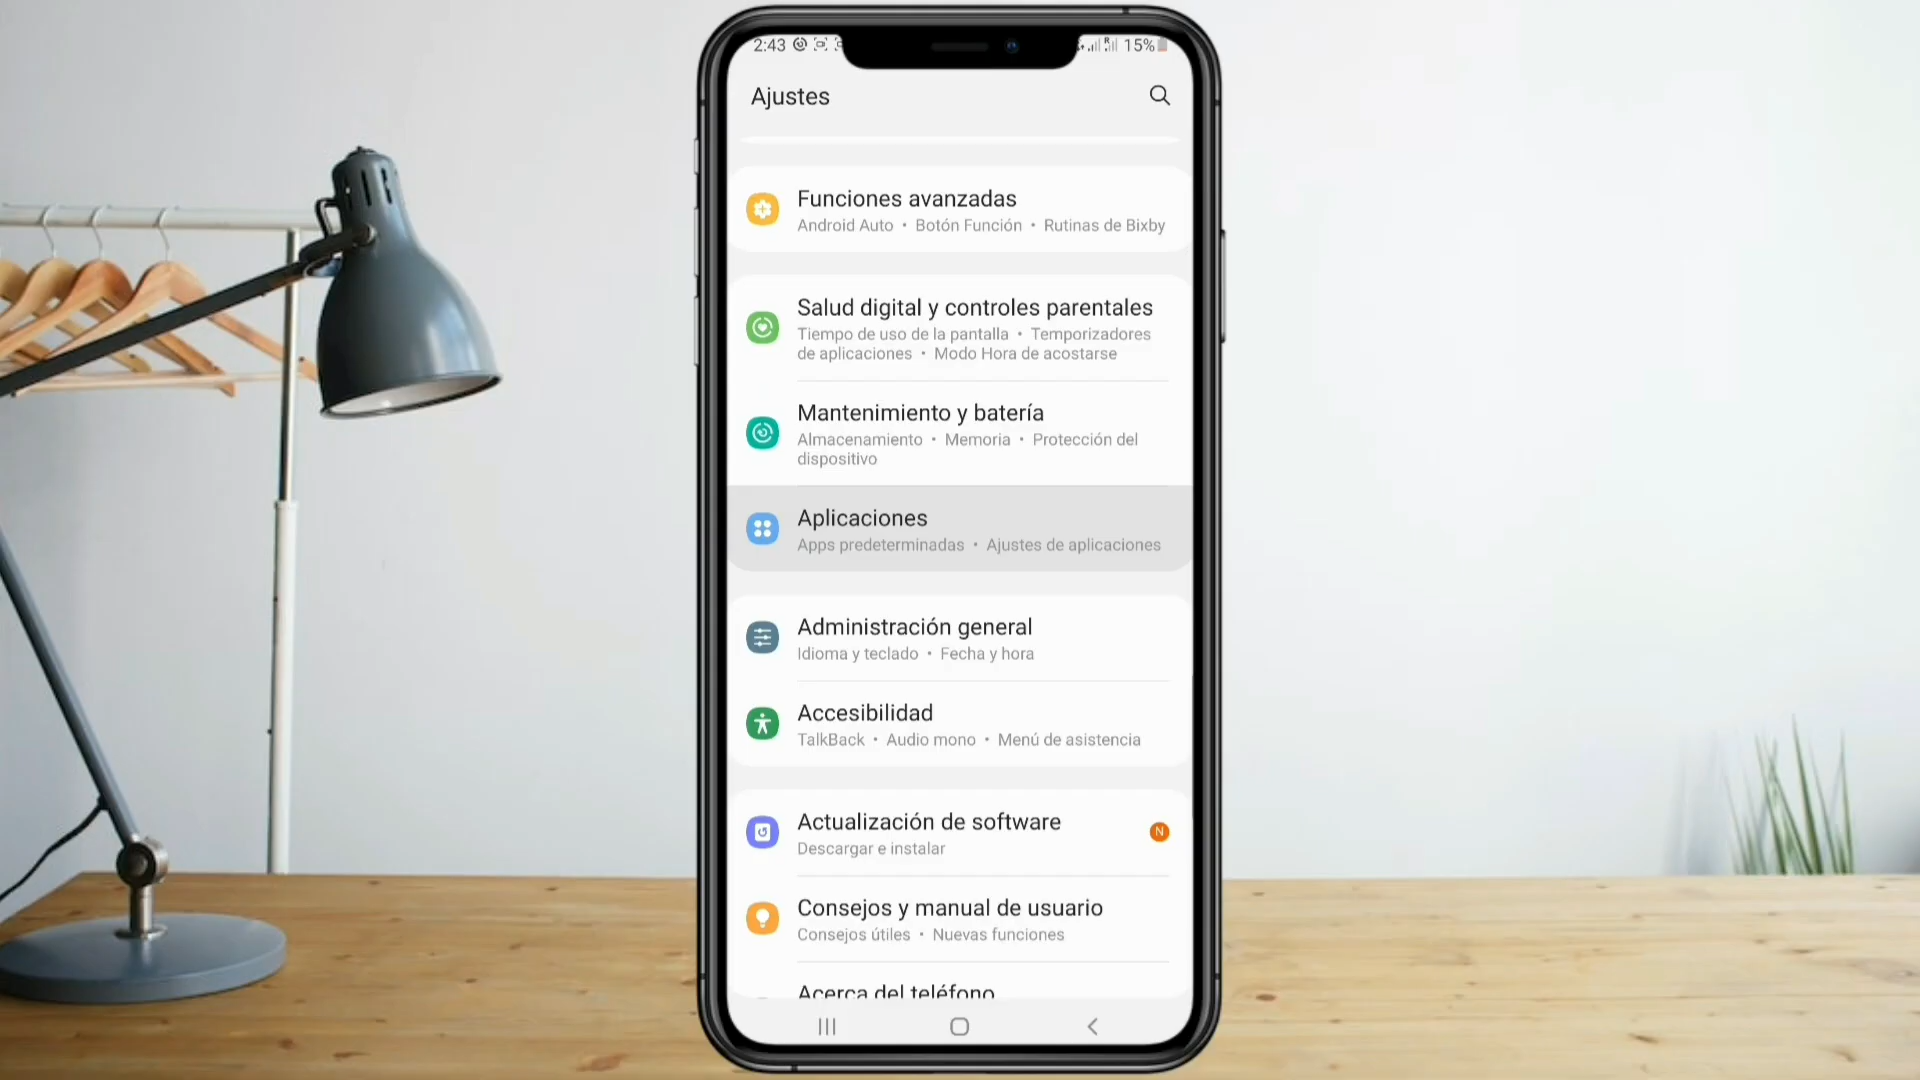 2:43 15%
Ajustes
Funciones avanzadas
Android Auto • Botón Función • Rutinas de Bixby
Salud digital y controles parentales
Tiempo de uso de la pantalla • Temporizadores
de aplicaciones • Modo Hora de acostarse
Mantenimiento y batería
Almacenamiento • Memoria • Protección del
dispositivo
Aplicaciones
Apps predeterminadas • Ajustes de aplicaciones
Administración general
Idioma y teclado • Fecha y hora
Accesibilidad
TalkBack • Audio mono • Menú de asistencia
Actualización de software
N
Descargar e instalar
Consejos y manual de usuario
Consejos útiles • Nuevas funciones
Acerca del teléfono